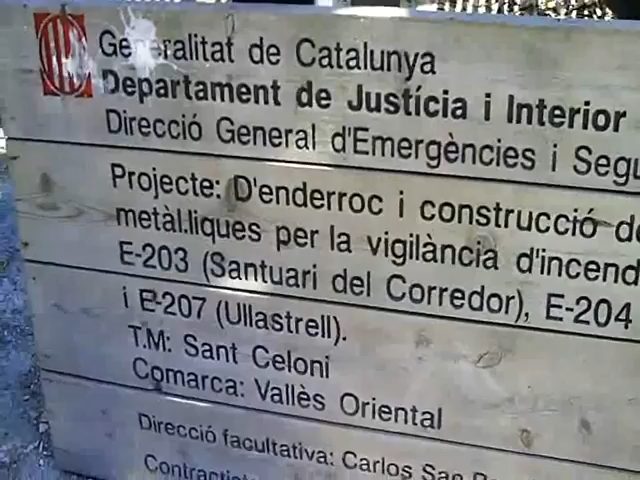 Generalitat de Catalunya
Departament de Justícia i Interior
Direcció General d'Emergències i Segu
Projecte: D'enderroc i construcció de
metàl.liques per la vigilància d'incend
E-203 (Santuari del Corredor), E-204
i E-207 (Ullastrell).
T.M: Sant Celoni
Comarca: Vallès Oriental
Direcció facultativa: Carlos San